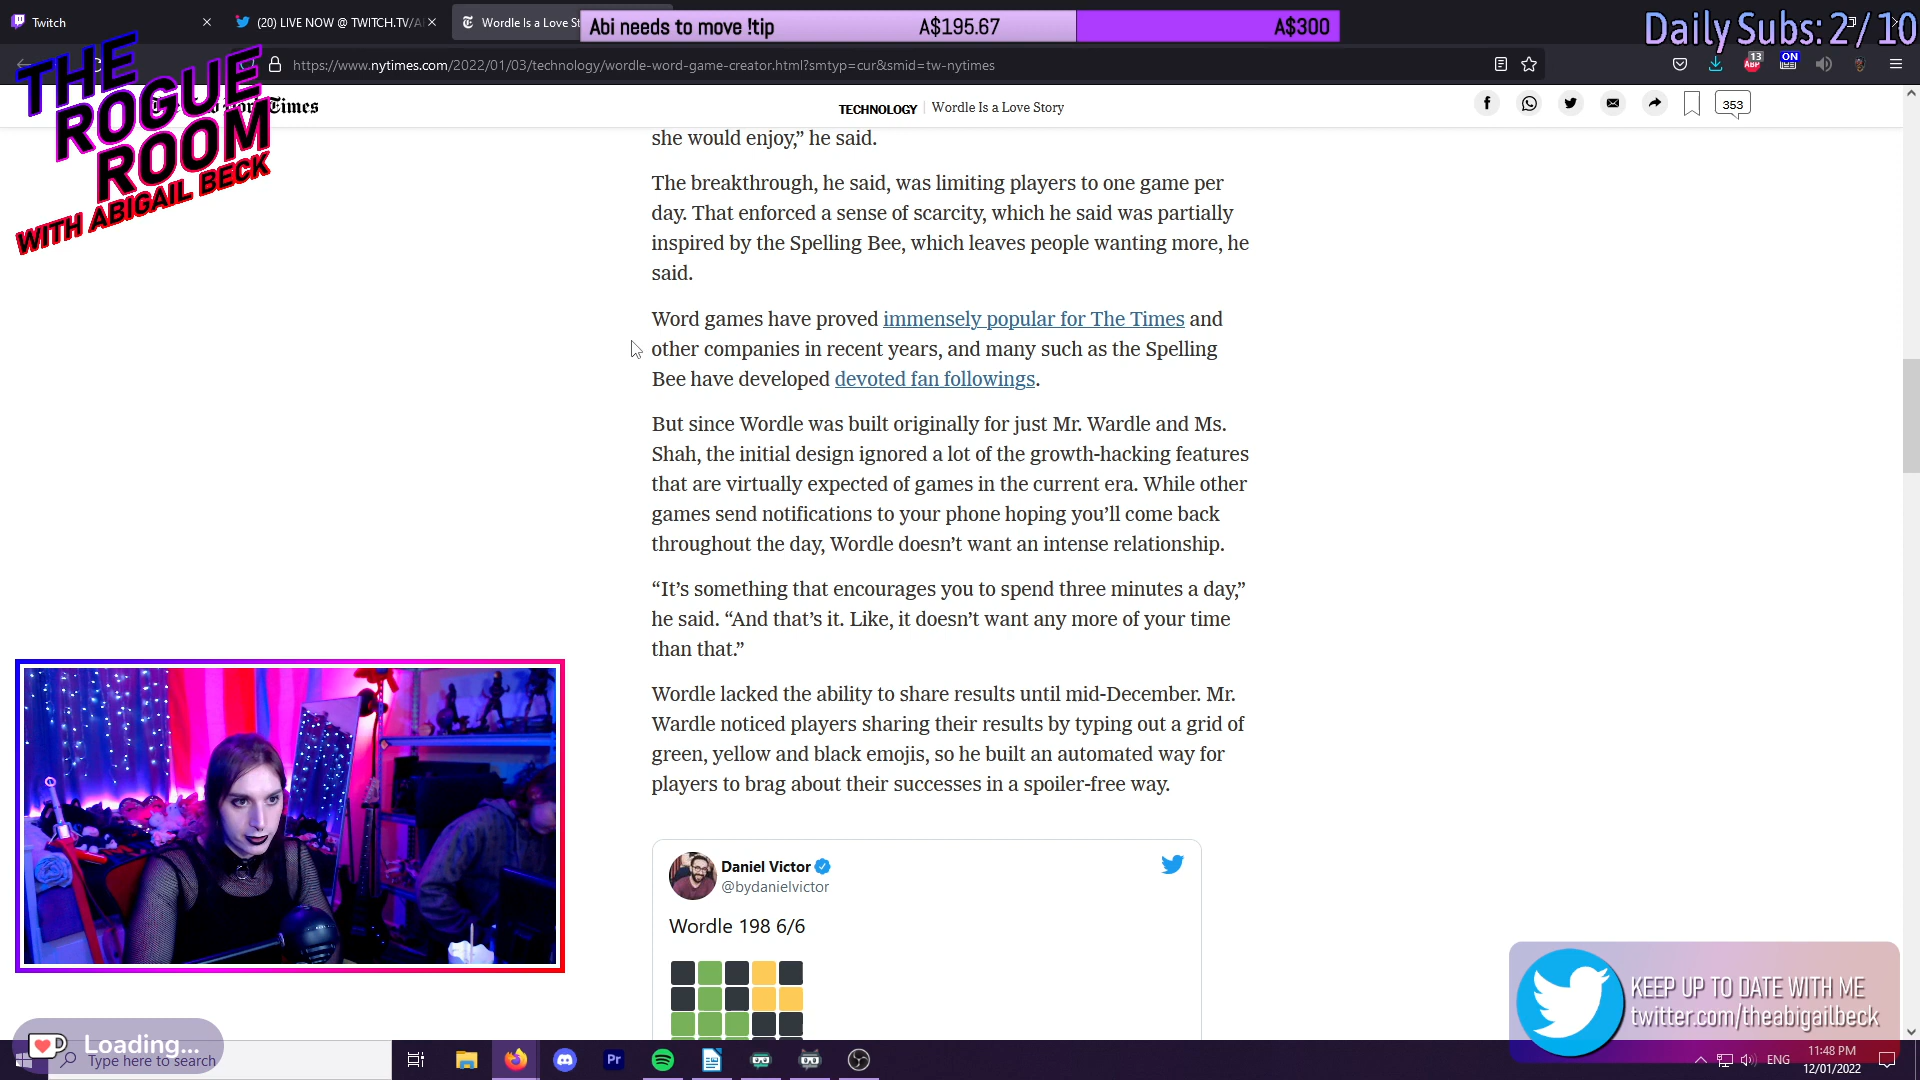 Twitch
(20) LIVE NOW @ TWITCH.TV/A
Wordle Is a Love St
Abi needs to move !tip
A$195.67
A$300
Daily Subs: 2/10
https://www.nytimes.com/2022/01/03/technology/wordle-word-game-creator.html?smtyp=cur&smid=tw-nytimes
13
ON
THE
ROGUE
ROOM
WITH ABIGAIL BECK
Times
TECHNOLOGY | Wordle Is a Love Story
353
she would enjoy,” he said.
The breakthrough, he said, was limiting players to one game per
day. That enforced a sense of scarcity, which he said was partially
inspired by the Spelling Bee, which leaves people wanting more, he
said.
Word games have proved immensely popular for The Times and
other companies in recent years, and many such as the Spelling
Bee have developed devoted fan followings.
But since Wordle was built originally for just Mr. Wardle and Ms.
Shah, the initial design ignored a lot of the growth-hacking features
that are virtually expected of games in the current era. While other
games send notifications to your phone hoping you’ll come back
throughout the day, Wordle doesn’t want an intense relationship.
“It’s something that encourages you to spend three minutes a day,”
he said. “And that’s it. Like, it doesn’t want any more of your time
than that.”
Wordle lacked the ability to share results until mid-December. Mr.
Wardle noticed players sharing their results by typing out a grid of
green, yellow and black emojis, so he built an automated way for
players to brag about their successes in a spoiler-free way.
Daniel Victor
@bydanielvictor
Wordle 198 6/6
KEEP UP TO DATE WITH ME
twitter.com/theabigailbeck
Loading...
Type here to search
Pr
ENG
11:48 PM
12/01/2022